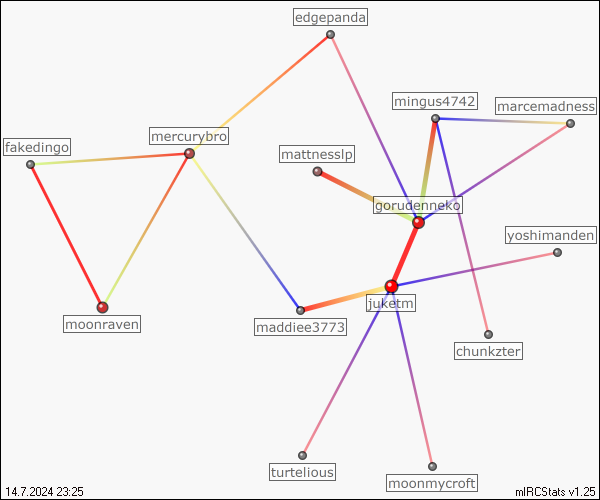 edgepanda
mingus4742
marcemadness
mercurybro
fakedingo
mattnesslp
gorudenneko
yoshimanden
juketm
moonraven
maddiee3773
chunkzter
turtelious
moonmycroft
14.7.2024 23:25
mIRCStats v1.25